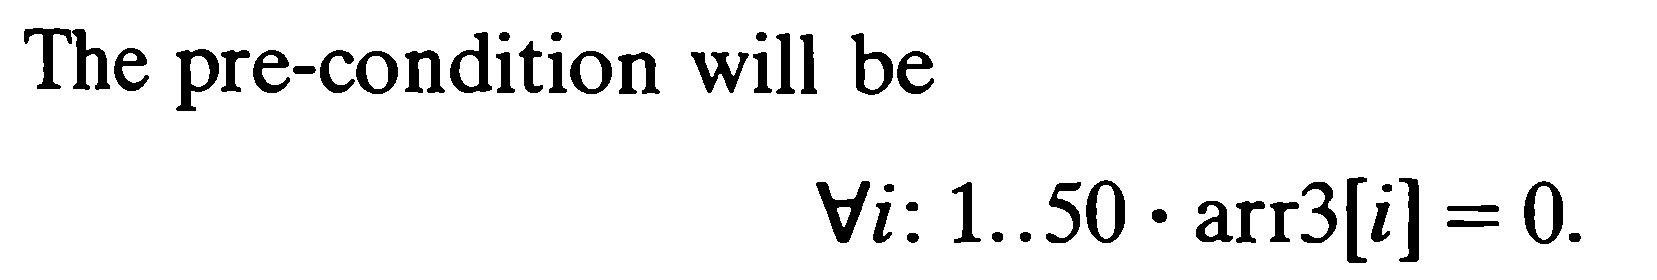 The pre-condition will be
∀i: 1..50 · arr3[i] = 0.